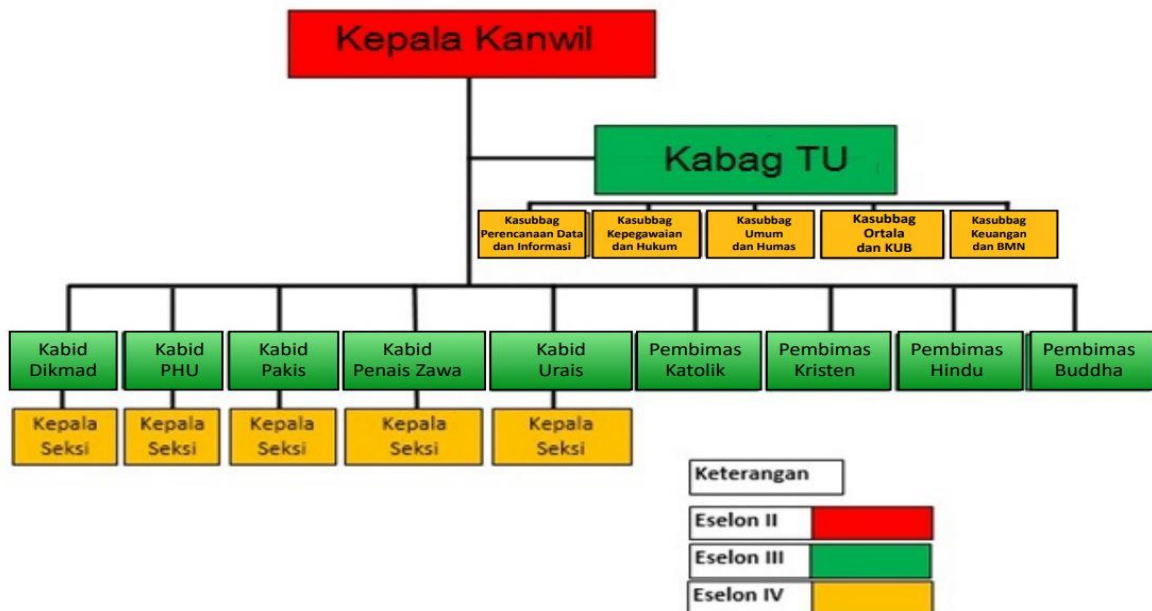 Kepala Kanwil
Kabag TU
Kasubbag
Perencanaan Data
dan Informasi
Kasubbag
Kepegawaian
dan Hukum
Kasubbag
Umum
dan Humas
Kasubbag
Ortala
dan KUB
Kasubbag
Keuangan
dan BMN
Kabid
Dikmad
Kabid
PHU
Kabid
Pakis
Kabid
Penais Zawa
Kabid
Urais
Pembimas
Katolik
Pembimas
Kristen
Pembimas
Hindu
Pembimas
Buddha
Kepala
Seksi
Kepala
Seksi
Kepala
Seksi
Kepala
Seksi
Kepala
Seksi
Keterangan
Eselon II
Eselon III
Eselon IV